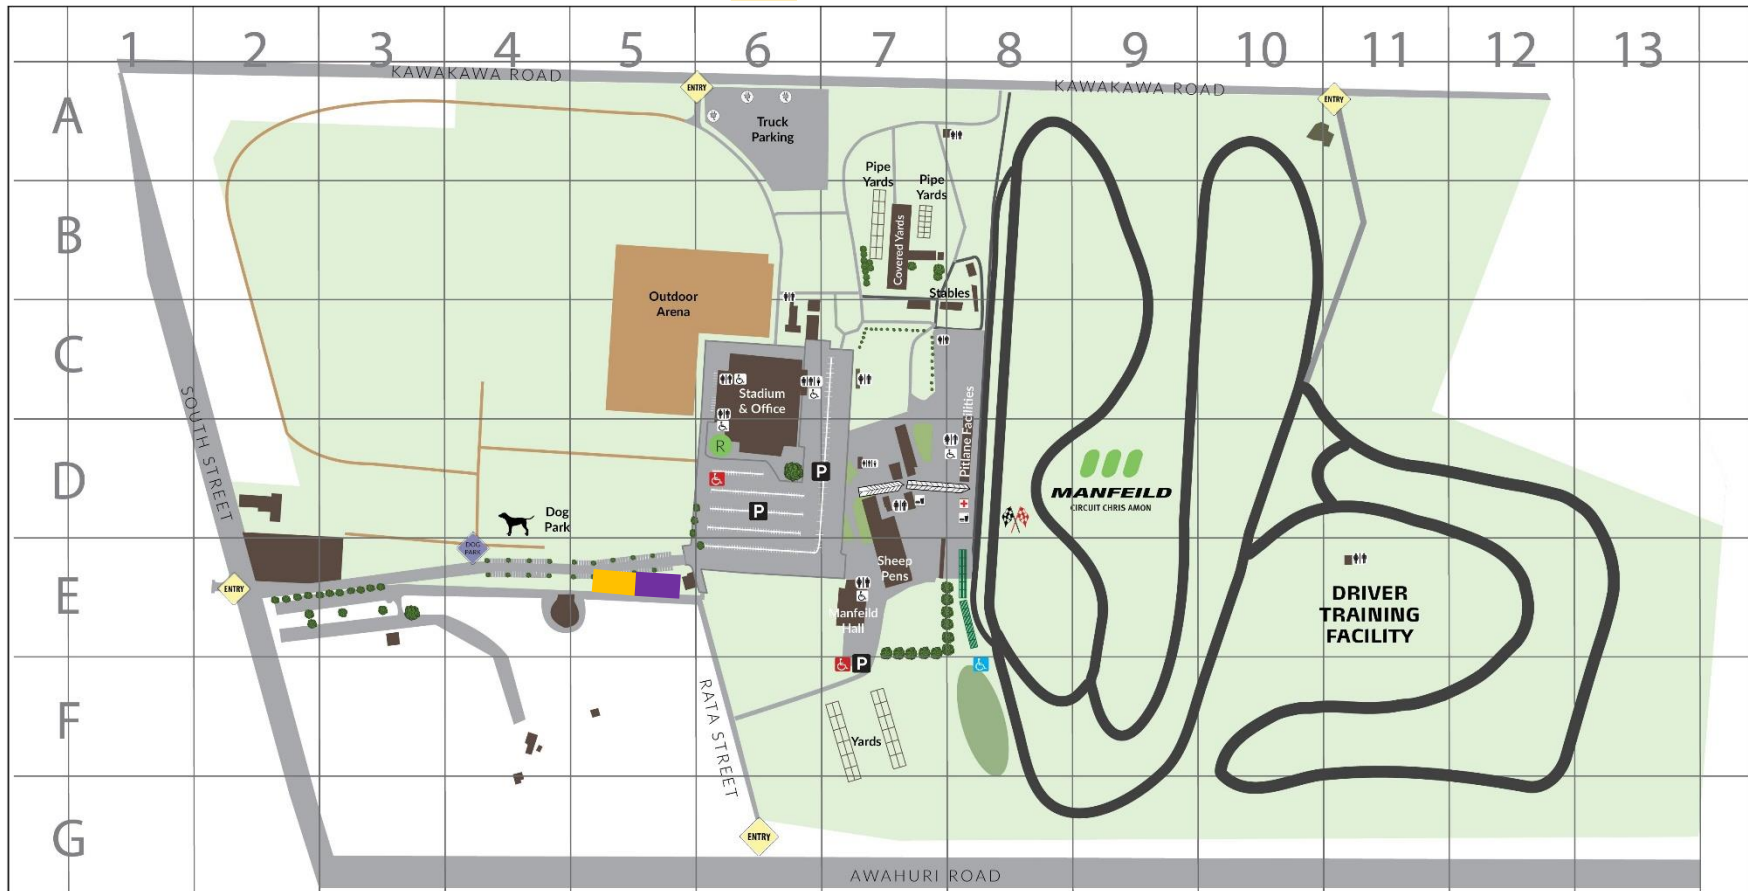 1 2 3 4 5 6 7 8 9 10 11 12 13
KAWAKAWA ROAD
KAWAKAWA ROAD
A
ENTRY
ENTRY
Truck
Parking
Pipe
Yards
Pipe
Yards
B
Covered Yards
Outdoor
Arena
Stables
C
SOUTH STREET
Stadium
& Office
Pitlane Facilities
R
D
P
P
MANFEILD
CIRCUIT CHRIS AMON
Dog
Park
DOG
PARK
Sheep
Pens
E
ENTRY
Manfeild
Hall
DRIVER
TRAINING
FACILITY
P
RATA STREET
F
Yards
G
ENTRY
AWAHURI ROAD